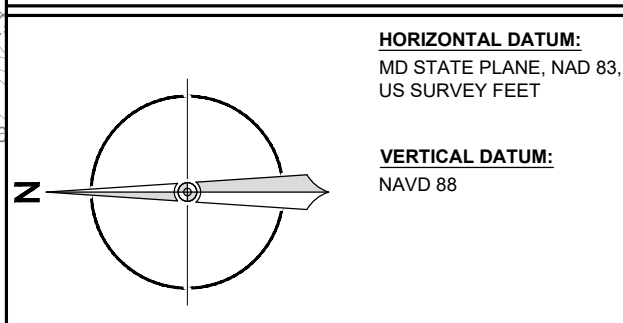 HORIZONTAL DATUM:
MD STATE PLANE, NAD 83,
US SURVEY FEET
VERTICAL DATUM:
NAVD 88
N